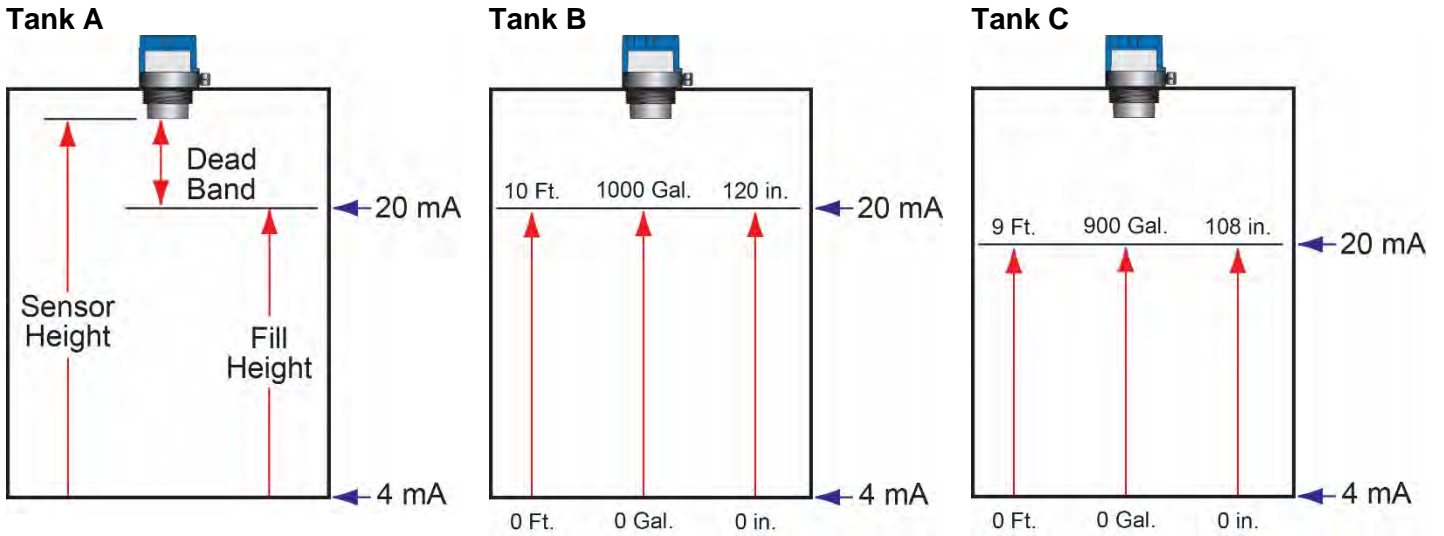 Tank A
Dead
Band
20 mA
Sensor
Height
Fill
Height
4 mA
Tank B
10 Ft. 1000 Gal. 120 in.
20 mA
4 mA
0 Ft. 0 Gal. 0 in.
Tank C
9 Ft. 900 Gal. 108 in.
20 mA
4 mA
0 Ft. 0 Gal. 0 in.